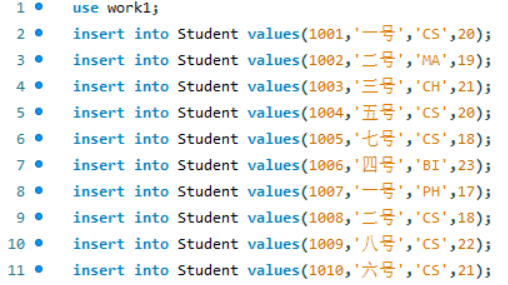 1 use work1;
2 insert into Student values(1001,'一号','CS',20);
3 insert into Student values(1002,'二号','MA',19);
4 insert into Student values(1003,'三号','CH',21);
5 insert into Student values(1004,'五号','CS',20);
6 insert into Student values(1005,'七号','CS',18);
7 insert into Student values(1006,'四号','BI',23);
8 insert into Student values(1007,'一号','PH',17);
9 insert into Student values(1008,'二号','CS',18);
10 insert into Student values(1009,'八号','CS',22);
11 insert into Student values(1010,'六号','CS',21);